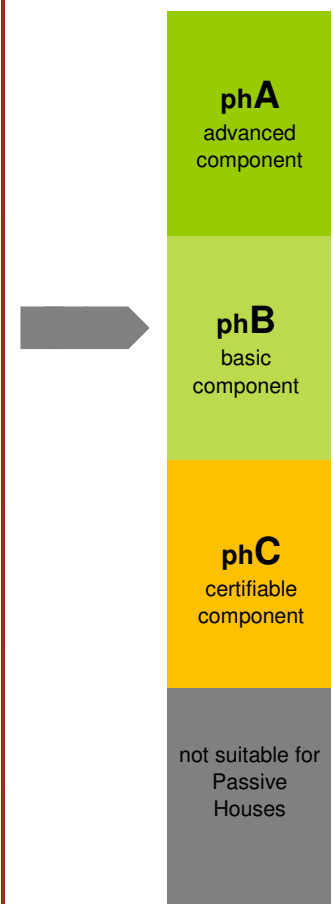 phA
advanced
component
phB
basic
component
phC
certifiable
component
not suitable for
Passive
Houses